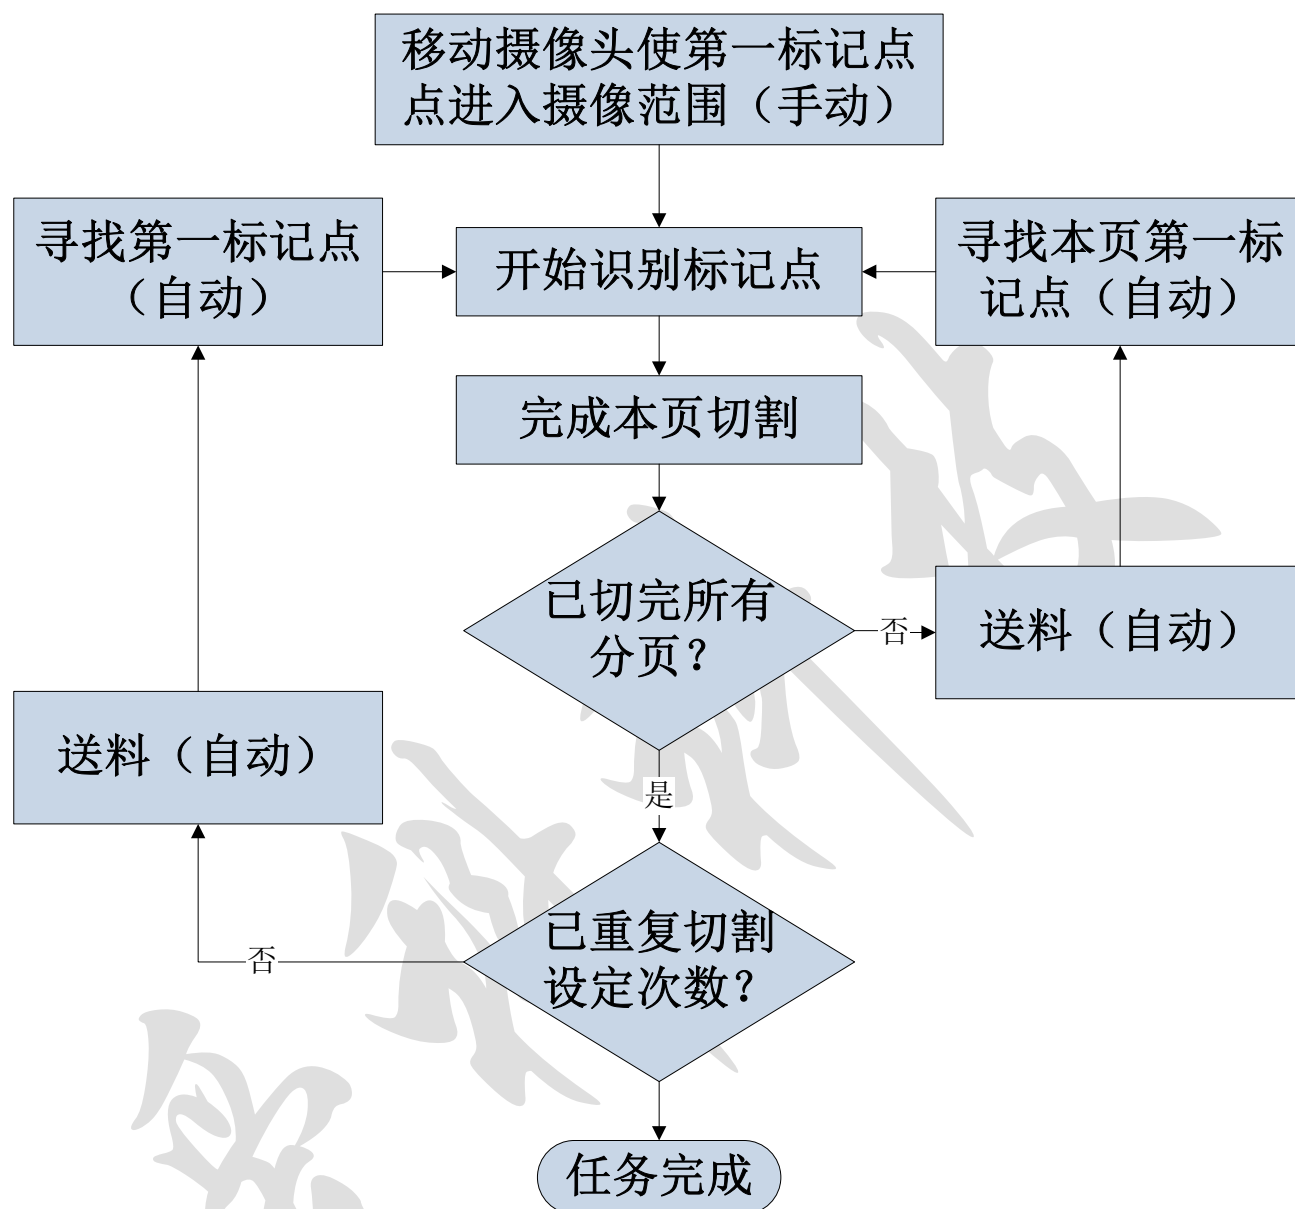 移动摄像头使第一标记点
点进入摄像范围（手动）
寻找第一标记点
（自动）
开始识别标记点
寻找本页第一标
记点（自动）
完成本页切割
已切完所有
分页？
否
送料（自动）
送料（自动）
是
已重复切割
设定次数？
否
任务完成